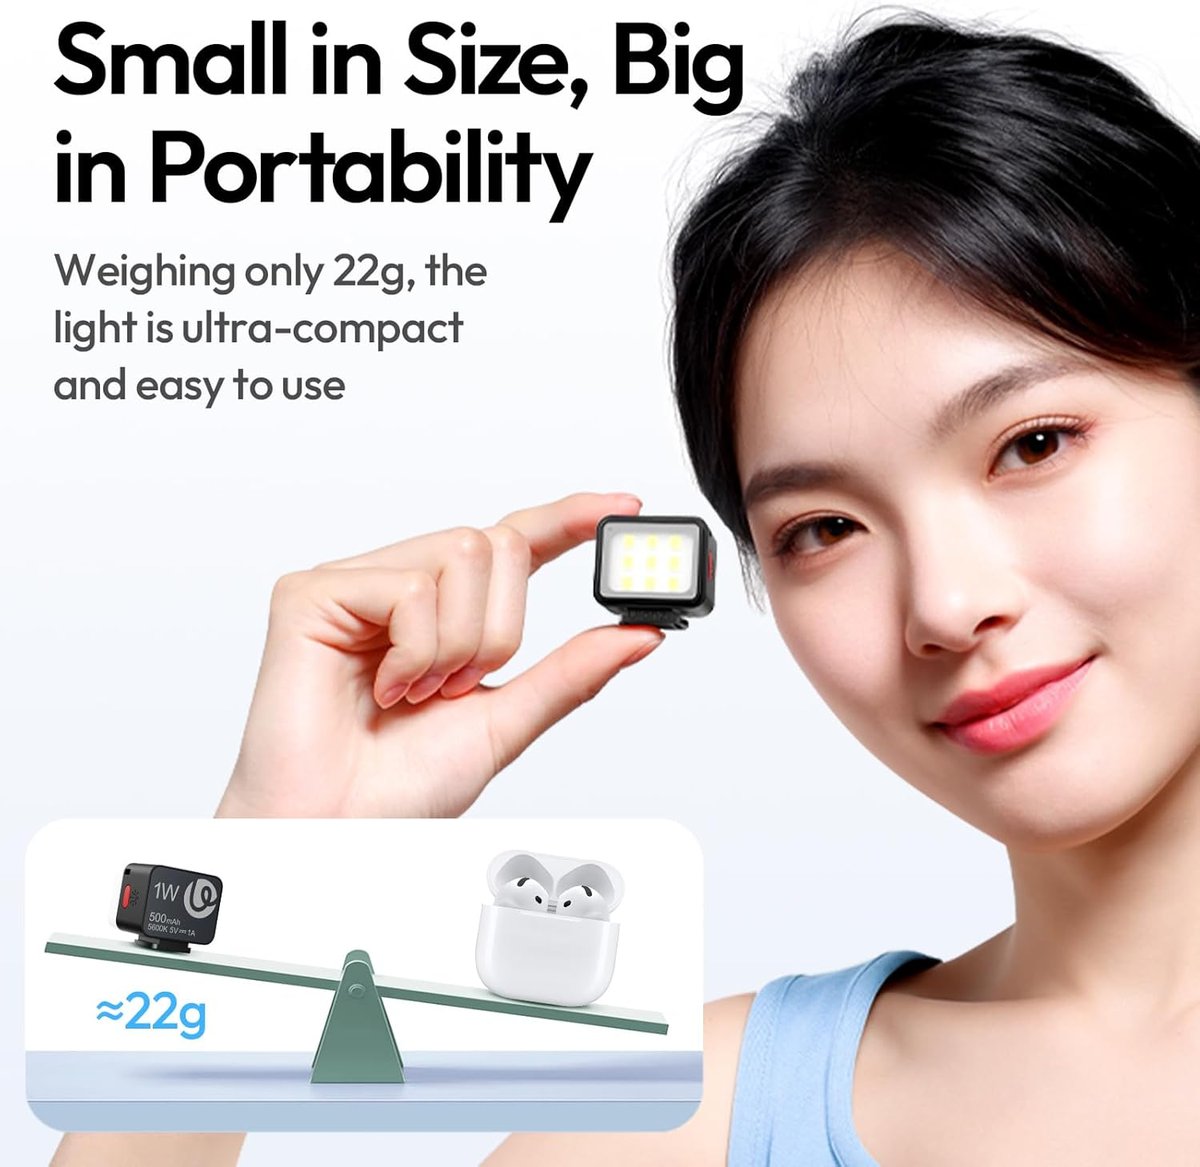 Small in Size, Big
in Portability
Weighing only 22g, the
light is ultra-compact
and easy to use
1W
500mAh
5600K 5V⎓1A
≈22g